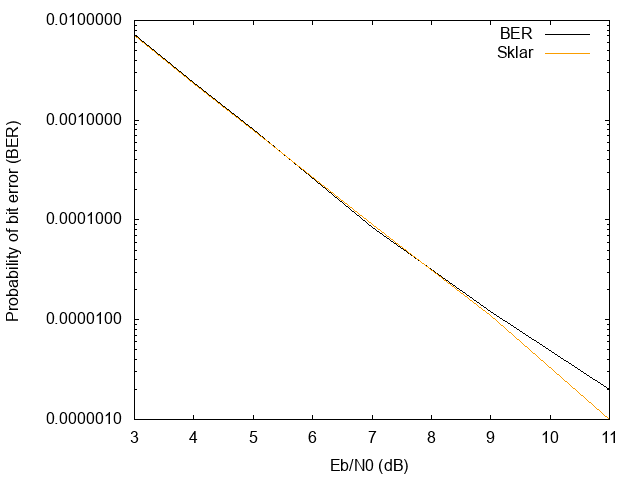 0.0100000
BER
Sklar
0.0010000
0.0001000
0.0000100
0.0000010
Probability of bit error (BER)
3 4 5 6 7 8 9 10 11
Eb/N0 (dB)